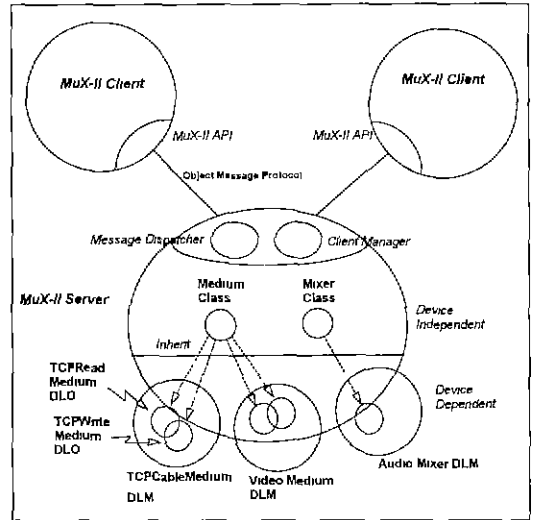 MuX-II Client
MuX-II Client
MuX-II API
MuX-II API
Object Message Protocol
Message Dispatcher
Client Manager
MuX-II Server
Medium
Class
Mixer
Class
Device
Independent
Inherit
TCPRead
Medium
DLO
Device
Dependent
TCPWrite
Medium
DLO
TCPCableMedium
DLM
Video Medium
DLM
Audio Mixer DLM